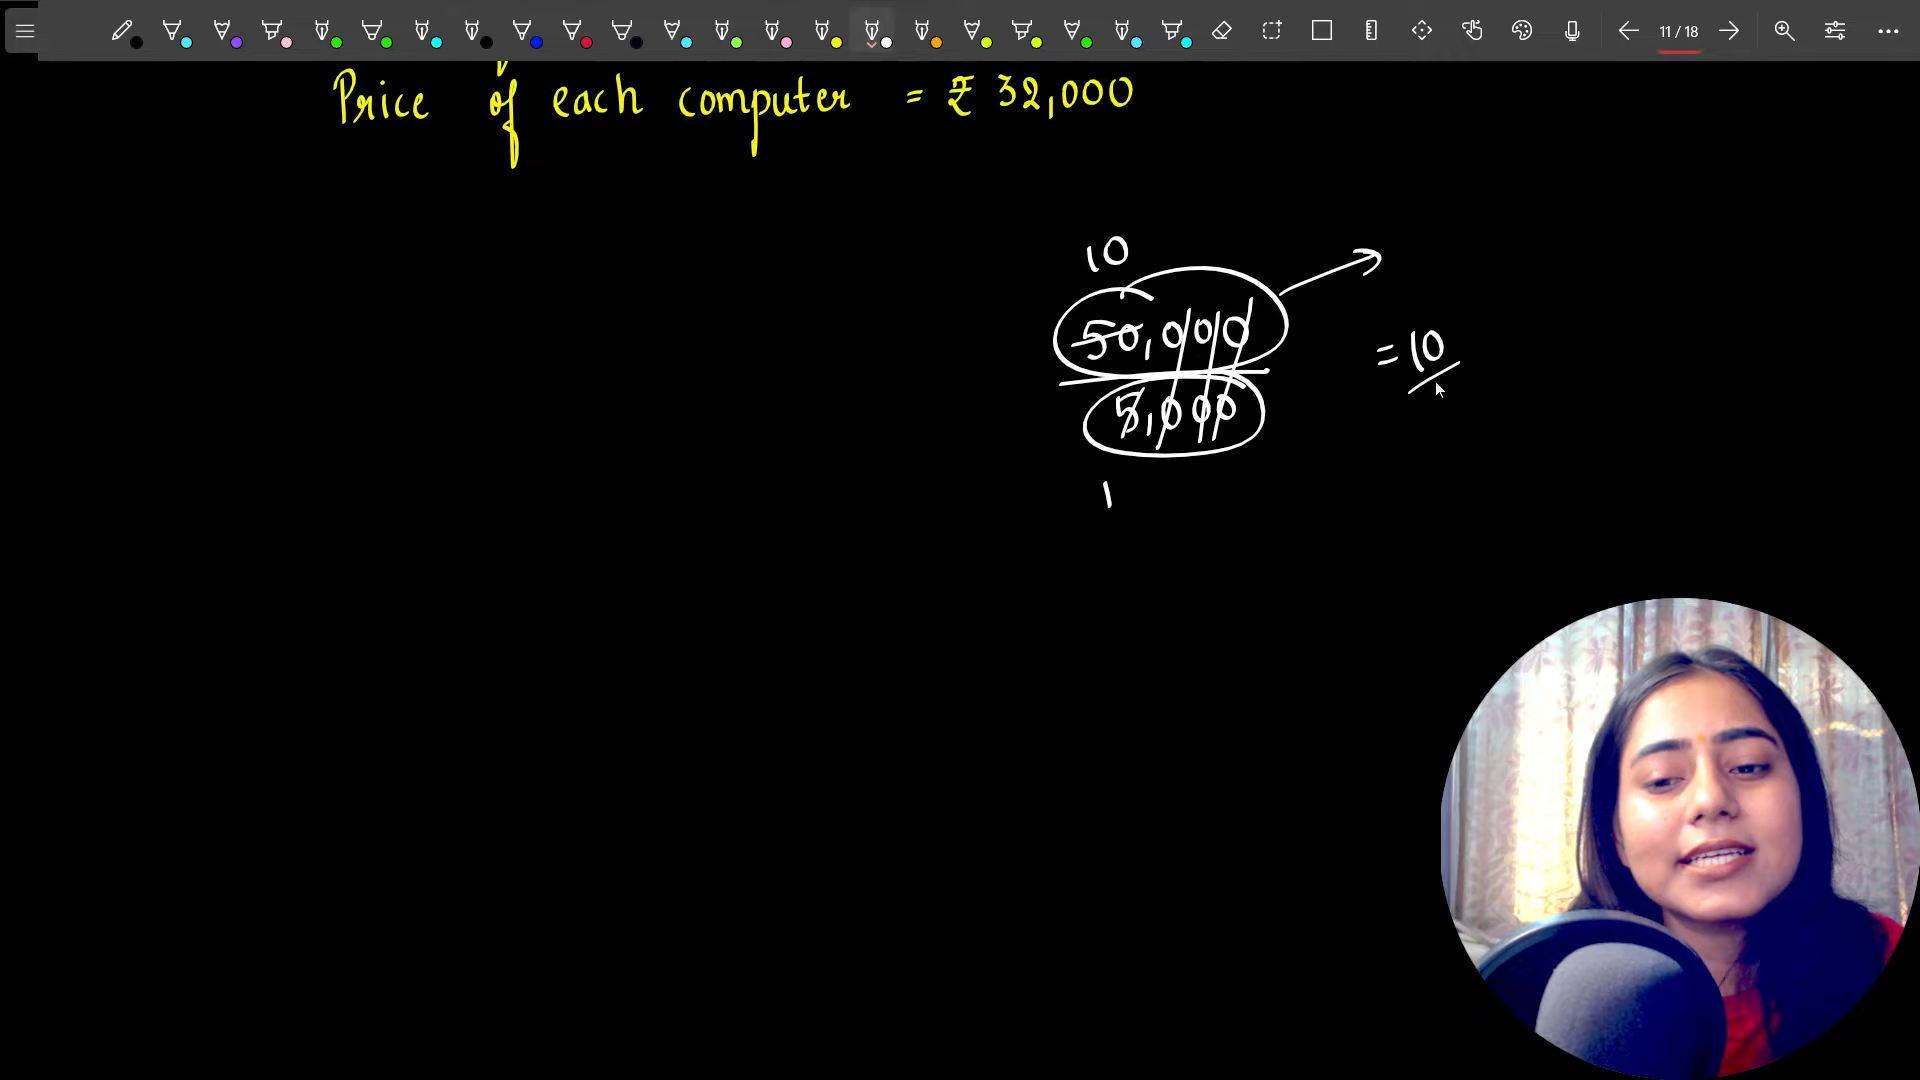 11 / 18
Price of each computer = ₹ 32,000
10
50,000
= 10
5,000
1